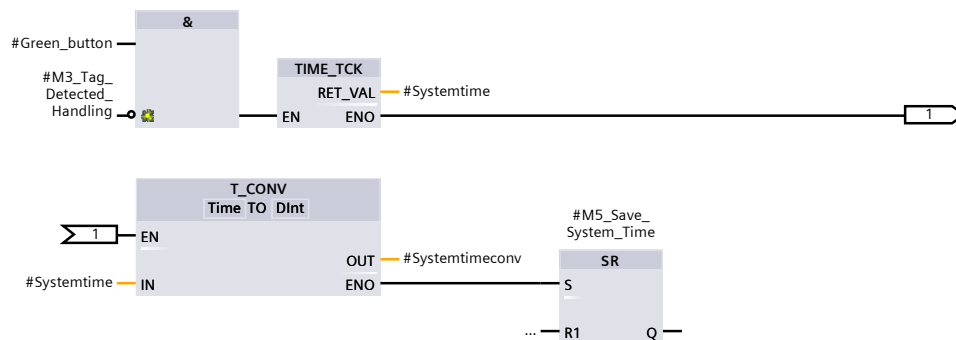 &
#Green_button
#M3_Tag_
Detected_
Handling
TIME_TCK
RET_VAL
#Systemtime
EN
ENO
1
T_CONV
Time TO DInt
1
EN
#Systemtime
IN
OUT
#Systemtimeconv
ENO
#M5_Save_
System_Time
SR
S
...
R1
Q